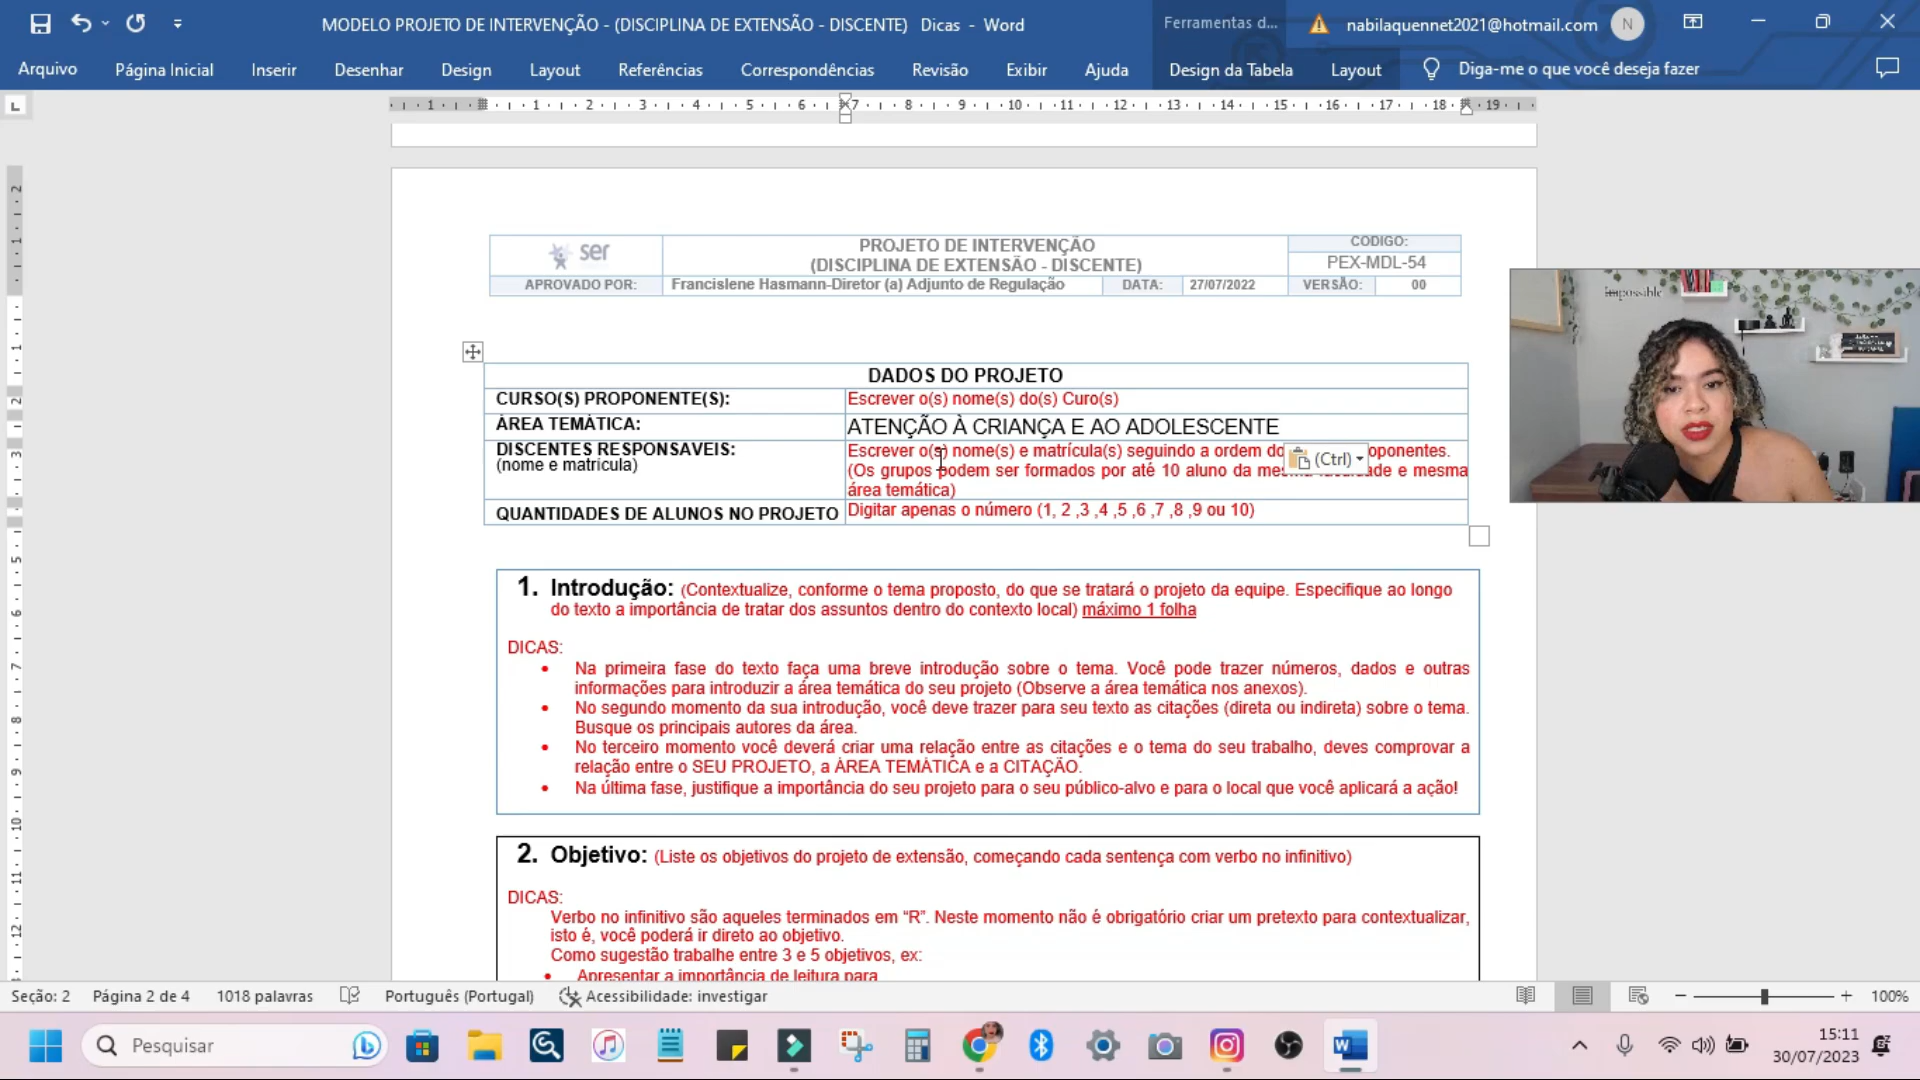 MODELO PROJETO DE INTERVENÇÃO - (DISCIPLINA DE EXTENSÃO - DISCENTE)   Dicas  -  Word
Ferramentas d...
nabilaquennet2021@hotmail.com
N
Arquivo
Página Inicial
Inserir
Desenhar
Design
Layout
Referências
Correspondências
Revisão
Exibir
Ajuda
Design da Tabela
Layout
Diga-me o que você deseja fazer
ser
PROJETO DE INTERVENÇÃO
(DISCIPLINA DE EXTENSÃO - DISCENTE)
CODIGO:
PEX-MDL-54
APROVADO POR:
Francislene Hasmann-Diretor (a) Adjunto de Regulação
DATA:
27/07/2022
VERSÃO:
00
impossible
DADOS DO PROJETO
CURSO(S) PROPONENTE(S):
Escrever o(s) nome(s) do(s) Curo(s)
ÁREA TEMÁTICA:
ATENÇÃO À CRIANÇA E AO ADOLESCENTE
DISCENTES RESPONSAVEIS:
(nome e matricula)
Escrever o(s) nome(s) e matrícula(s) seguindo a ordem do oponentes.
(Os grupos podem ser formados por até 10 aluno da me ade e mesma
área temática)
(Ctrl)
QUANTIDADES DE ALUNOS NO PROJETO
Digitar apenas o número (1, 2 ,3 ,4 ,5 ,6 ,7 ,8 ,9 ou 10)
1. Introdução: (Contextualize, conforme o tema proposto, do que se tratará o projeto da equipe. Especifique ao longo
do texto a importância de tratar dos assuntos dentro do contexto local) máximo 1 folha
DICAS:
• Na primeira fase do texto faça uma breve introdução sobre o tema. Você pode trazer números, dados e outras
informações para introduzir a área temática do seu projeto (Observe a área temática nos anexos).
• No segundo momento da sua introdução, você deve trazer para seu texto as citações (direta ou indireta) sobre o tema.
Busque os principais autores da área.
• No terceiro momento você deverá criar uma relação entre as citações e o tema do seu trabalho, deves comprovar a
relação entre o SEU PROJETO, a ÁREA TEMÁTICA e a CITAÇÃO.
• Na última fase, justifique a importância do seu projeto para o seu público-alvo e para o local que você aplicará a ação!
2. Objetivo: (Liste os objetivos do projeto de extensão, começando cada sentença com verbo no infinitivo)
DICAS:
Verbo no infinitivo são aqueles terminados em “R”. Neste momento não é obrigatório criar um pretexto para contextualizar,
isto é, você poderá ir direto ao objetivo.
Como sugestão trabalhe entre 3 e 5 objetivos, ex:
• Apresentar a importância de leitura para
Seção: 2
Página 2 de 4
1018 palavras
Português (Portugal)
Acessibilidade: investigar
100%
Pesquisar
15:11
30/07/2023